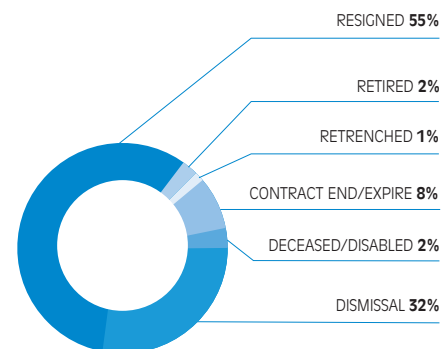 RESIGNED 55%
RETIRED 2%
RETRENCHED 1%
CONTRACT END/EXPIRE 8%
DECEASED/DISABLED 2%
DISMISSAL 32%